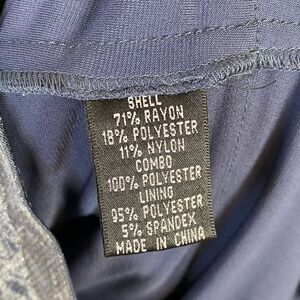 SHELL
71% RAYON
18% POLYESTER
11% NYLON
COMBO
100% POLYESTER
LINING
95% POLYESTER
5% SPANDEX
MADE IN CHINA